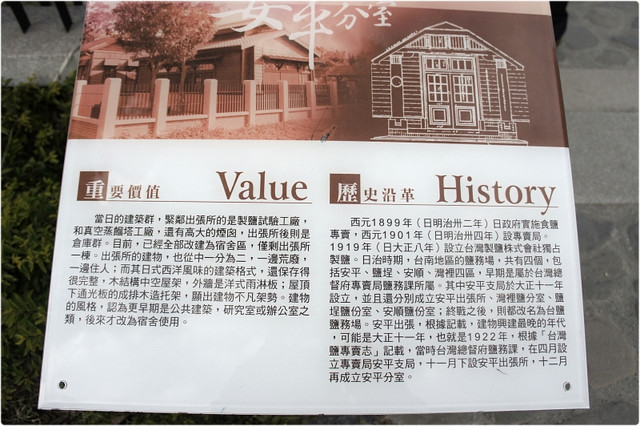 安平分室
重要價值 Value
當日的建築群，緊鄰出張所的是製鹽試驗工廠，
和真空蒸餾塔工廠，還有高大的煙囪，出張所後則是
倉庫群。目前，已經全部改建為宿舍區，僅剩出張所
一棟。出張所的建物，也從中一分為二，一邊荒廢，
一邊住人；而其日式西洋風味的建築格式，還保存得
很完整，木結構中空屋架，外牆是洋式雨淋板；屋頂
下通光板的成排木造托架，顯出建物不凡架勢。建物
的風格，認為更早期是公共建築，研究室或辦公室之
類，後來才改為宿舍使用。
歷史沿革 History
西元1899年（日明治卅二年）日政府實施食鹽
專賣，西元1901年（日明治卅四年）設專賣局。
1919年（日大正八年）設立台灣製鹽株式會社獨占
製鹽。日治時期，台南地區的鹽務場，共有四個，包
括安平、鹽埕、安順、灣裡四區，早期是屬於台灣總
督府專賣局鹽務課所屬。其中安平支局於大正十一年
設立，並且還分別成立安平出張所、灣裡鹽分室、鹽
埕鹽份室、安順鹽份室；終戰之後，則都改名為台鹽
鹽務場。安平出張，根據記載，建物興建最晚的年代
，可能是大正十一年，也就是1922年，根據「台灣
鹽專賣志」記載，當時台灣總督府鹽務課，在四月設
立專賣局安平支局，十一月下設安平出張所，十二月
再成立安平分室。